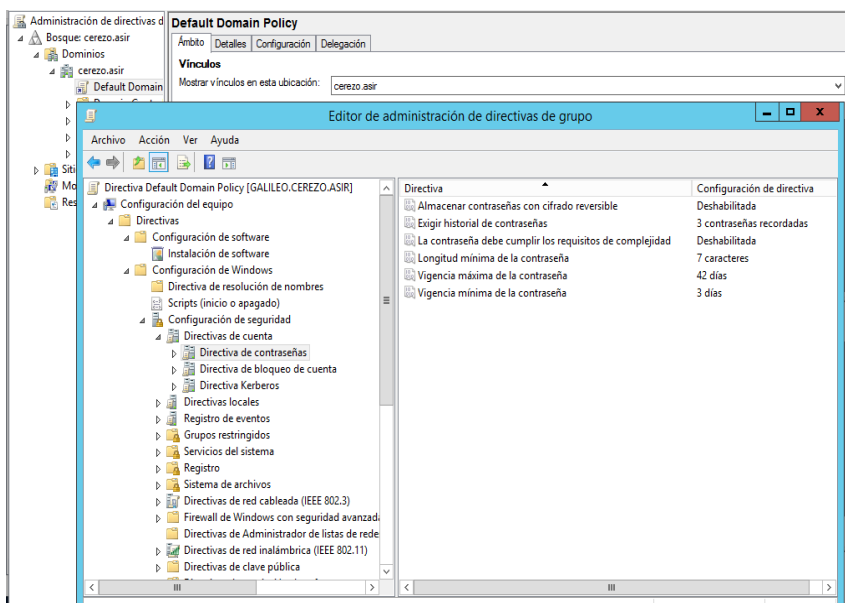 Administración de directivas d
Bosque: cerezo.asir
Dominios
cerezo.asir
Default Domain
Siti
Mo
Res
Default Domain Policy
Ámbito Detalles Configuración Delegación
Vínculos
Mostrar vínculos en esta ubicación: cerezo.asir
Editor de administración de directivas de grupo
Archivo Acción Ver Ayuda
Directiva Default Domain Policy [GALILEO.CEREZO.ASIR]
Configuración del equipo
Directivas
Configuración de software
Instalación de software
Configuración de Windows
Directiva de resolución de nombres
Scripts (inicio o apagado)
Configuración de seguridad
Directivas de cuenta
Directiva de contraseñas
Directiva de bloqueo de cuenta
Directiva Kerberos
Directivas locales
Registro de eventos
Grupos restringidos
Servicios del sistema
Registro
Sistema de archivos
Directivas de red cableada (IEEE 802.3)
Firewall de Windows con seguridad avanzada
Directivas de Administrador de listas de rede
Directivas de red inalámbrica (IEEE 802.11)
Directivas de clave pública
Directiva Configuración de directiva
Almacenar contraseñas con cifrado reversible Deshabilitada
Exigir historial de contraseñas 3 contraseñas recordadas
La contraseña debe cumplir los requisitos de complejidad Deshabilitada
Longitud mínima de la contraseña 7 caracteres
Vigencia máxima de la contraseña 42 días
Vigencia mínima de la contraseña 3 días